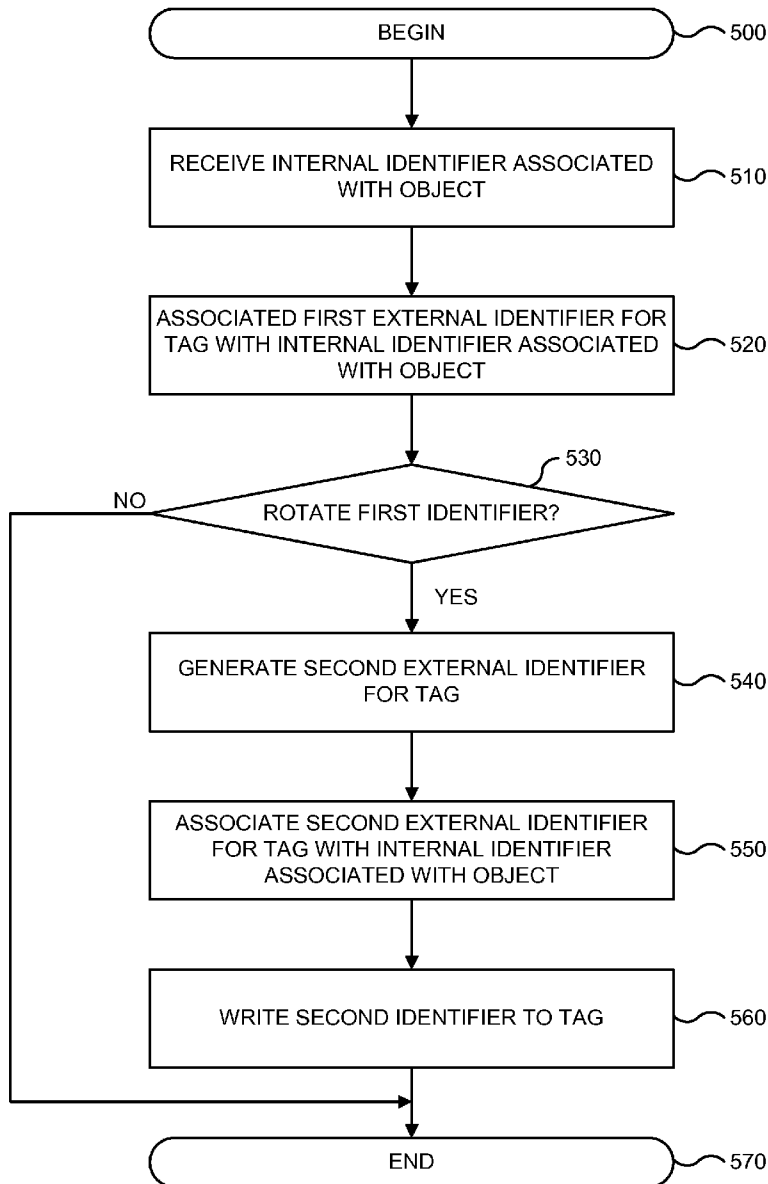 BEGIN
500
RECEIVE INTERNAL IDENTIFIER ASSOCIATED
WITH OBJECT
510
ASSOCIATED FIRST EXTERNAL IDENTIFIER FOR
TAG WITH INTERNAL IDENTIFIER ASSOCIATED
WITH OBJECT
520
530
NO
ROTATE FIRST IDENTIFIER?
YES
GENERATE SECOND EXTERNAL IDENTIFIER
FOR TAG
540
ASSOCIATE SECOND EXTERNAL IDENTIFIER
FOR TAG WITH INTERNAL IDENTIFIER
ASSOCIATED WITH OBJECT
550
WRITE SECOND IDENTIFIER TO TAG
560
END
570